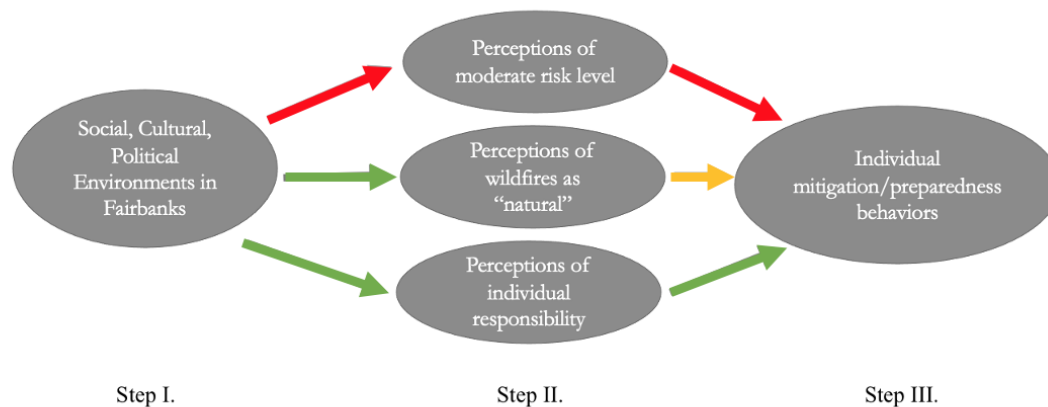 Social, Cultural,
Political
Environments in
Fairbanks
Perceptions of
moderate risk level
Perceptions of
wildfires as
“natural”
Perceptions of
individual
responsibility
Individual
mitigation/preparedness
behaviors
Step I.
Step II.
Step III.